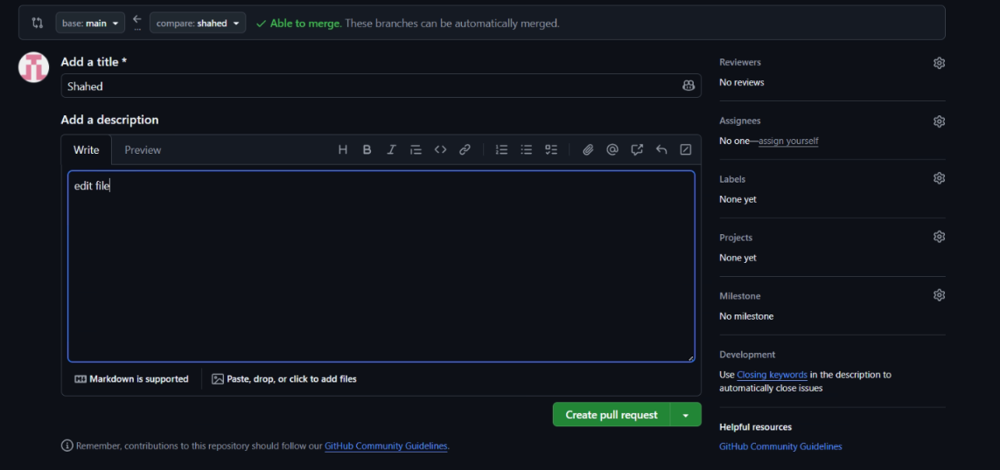 base: main compare: shahed Able to merge. These branches can be automatically merged.
Add a title *
Shahed
Add a description
Write Preview
edit file
Markdown is supported Paste, drop, or click to add files
Create pull request
Remember, contributions to this repository should follow our GitHub Community Guidelines.
Reviewers
No reviews
Assignees
No one—assign yourself
Labels
None yet
Projects
None yet
Milestone
No milestone
Development
Use Closing keywords in the description to
automatically close issues
Helpful resources
GitHub Community Guidelines